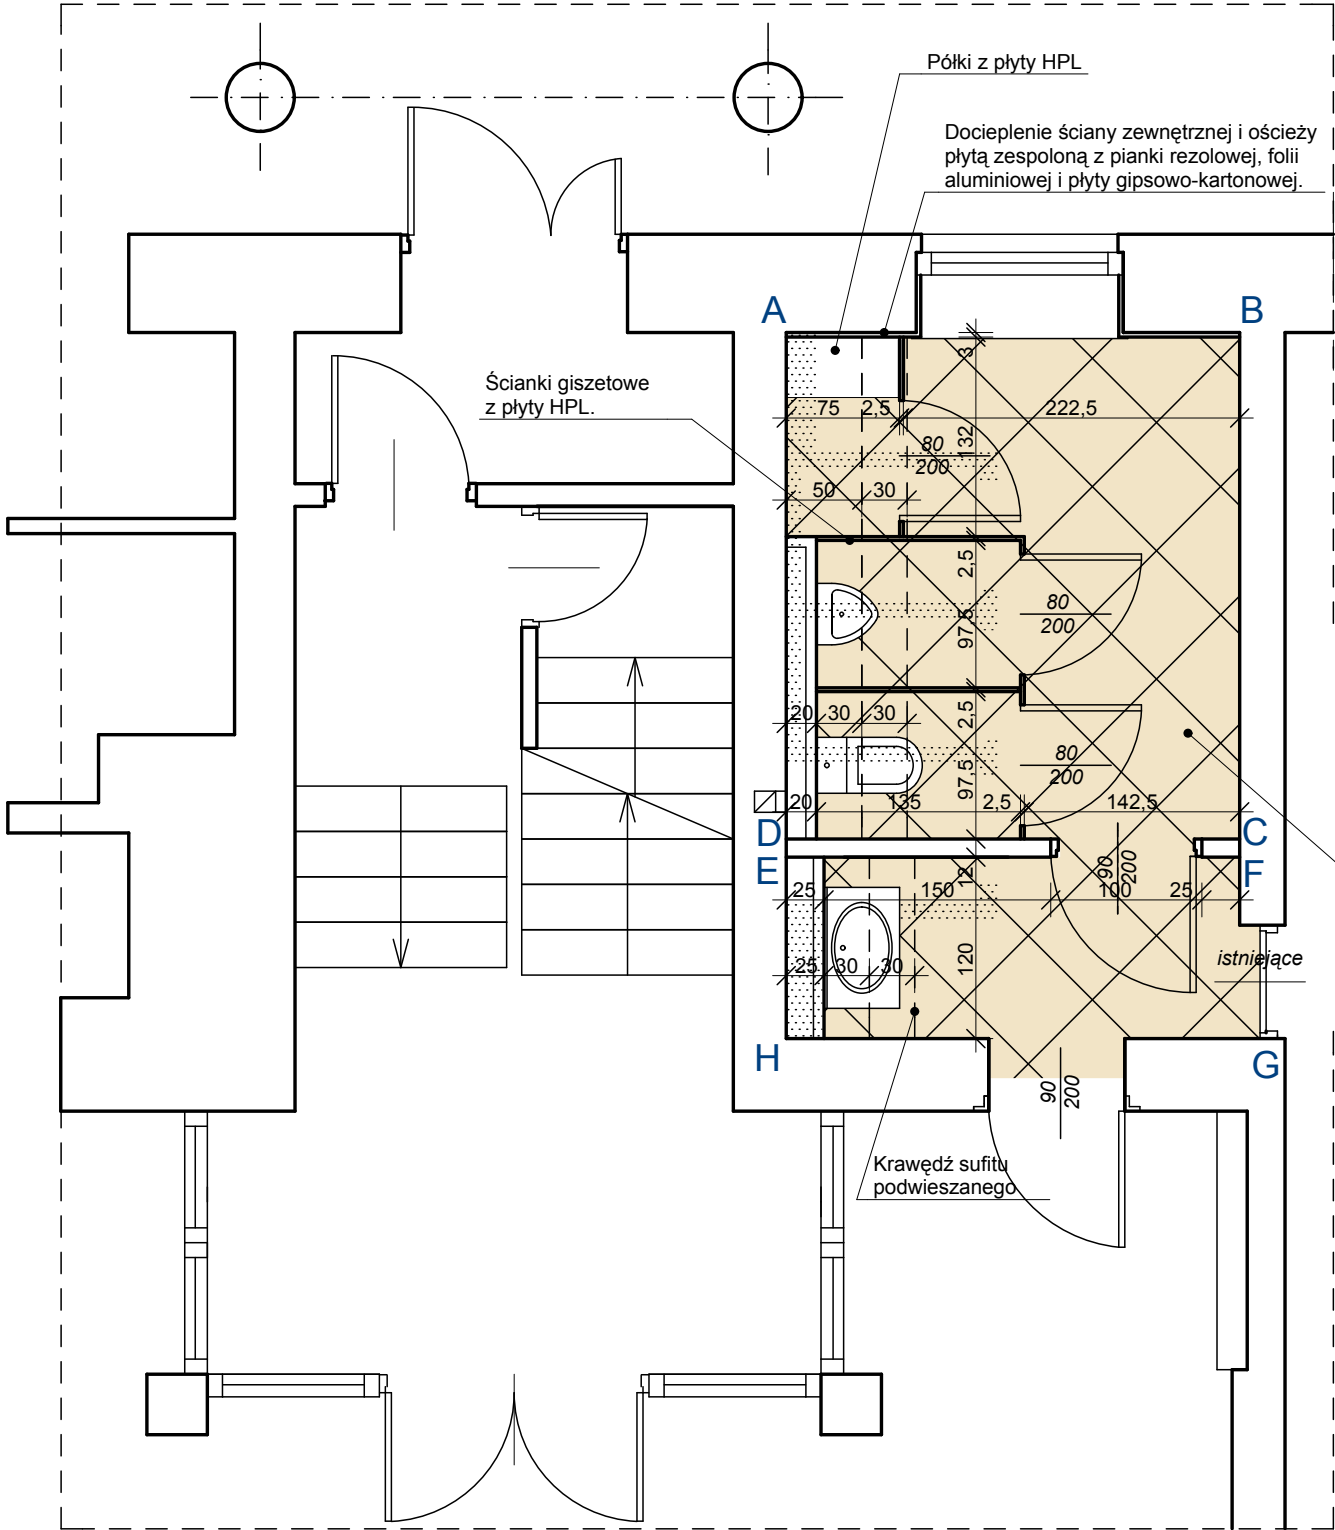 Półki z płyty HPL
Docieplenie ściany zewnętrznej i ościeży
płytą zespoloną z pianki rezolowej, folii
aluminiowej i płyty gipsowo-kartonowej.
A
B
3
Ścianki giszetowe
z płyty HPL.
75
2,5
222,5
132
80
200
50
30
2,5
97,5
80
200
20
30
30
2,5
97,5
80
200
20
135
2,5
142,5
D
C
E
F
12
90
200
25
150
100
25
istniejące
25
30
30
120
H
G
90
200
Krawędź sufitu
podwieszanego